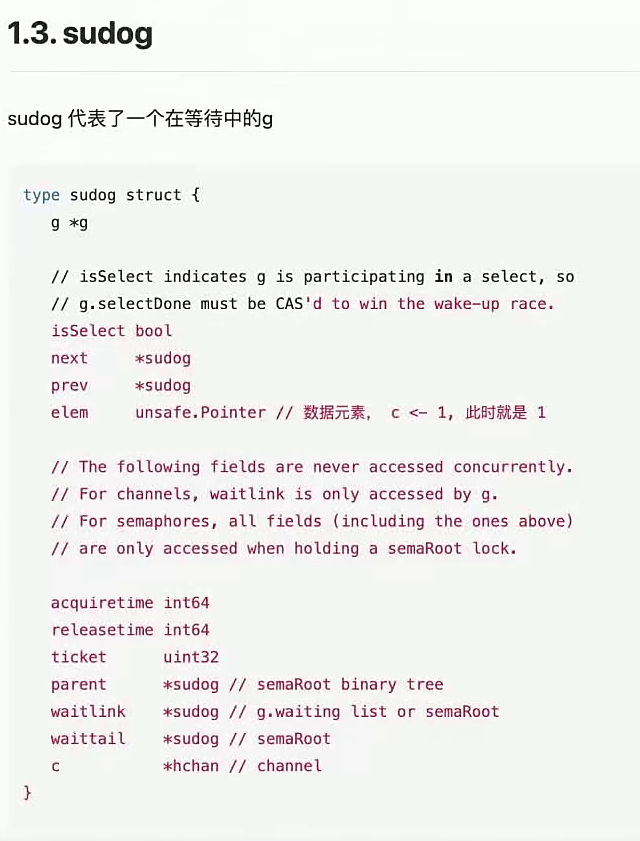 1.3. sudog
sudog 代表了一个在等待中的g
type sudog struct {
g *g
// isSelect indicates g is participating in a select, so
// g.selectDone must be CAS'd to win the wake-up race.
isSelect bool
next *sudog
prev *sudog
elem unsafe.Pointer // 数据元素， c <- 1, 此时就是 1
// The following fields are never accessed concurrently.
// For channels, waitlink is only accessed by g.
// For semaphores, all fields (including the ones above)
// are only accessed when holding a semaRoot lock.
acquiretime int64
releasetime int64
ticket uint32
parent *sudog // semaRoot binary tree
waitlink *sudog // g.waiting list or semaRoot
waittail *sudog // semaRoot
c *hchan // channel
}